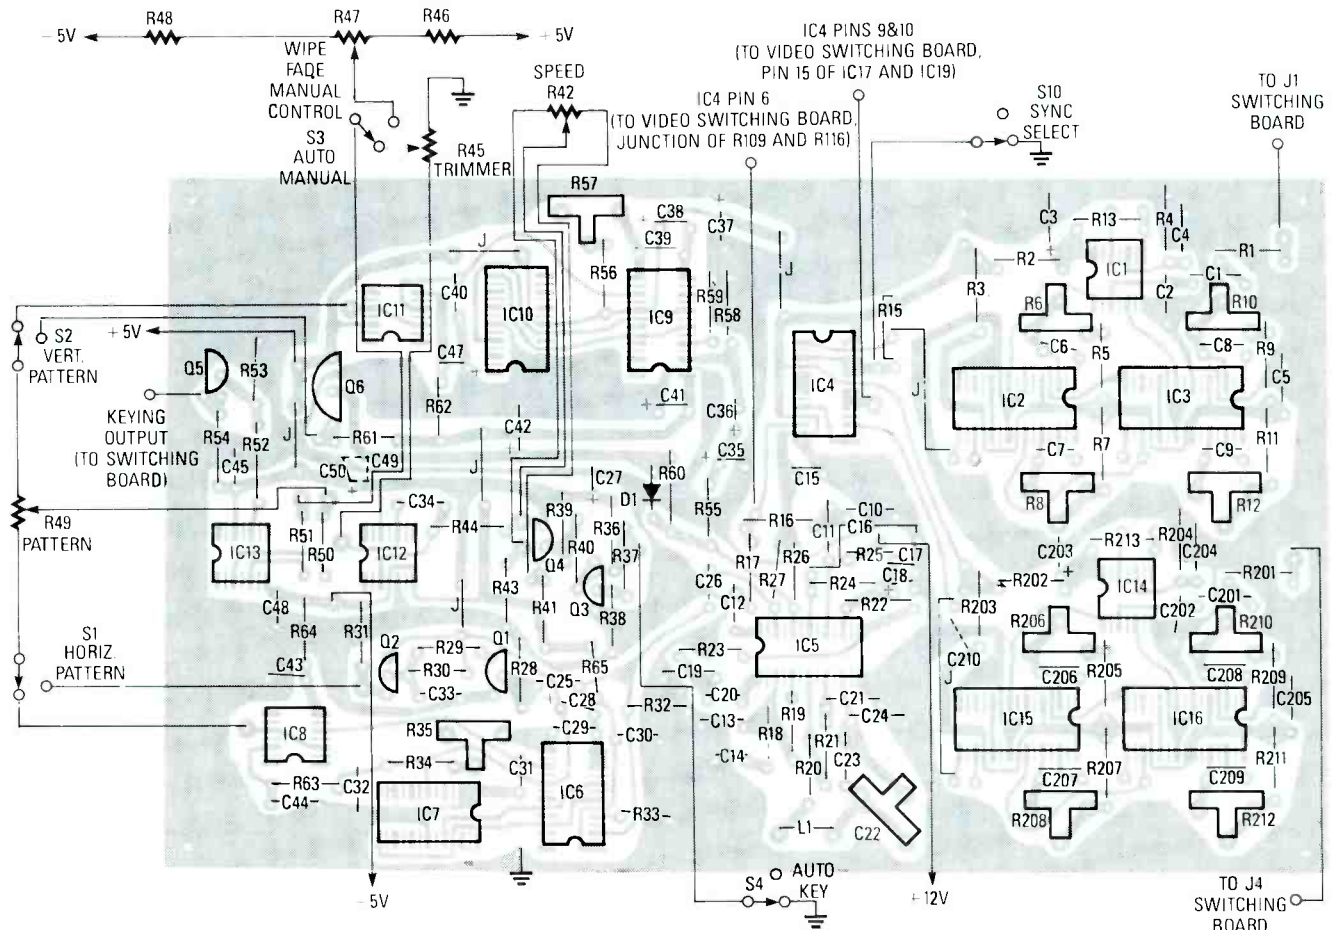 R48
R47
R46
- 5V
+ 5V
WIPE
FADE
MANUAL
CONTROL
S3
AUTO
MANUAL
R45
TRIMMER
SPEED
R42
IC4 PINS 9&10
(TO VIDEO SWITCHING BOARD,
PIN 15 OF IC17 AND IC19)
IC4 PIN 6
(TO VIDEO SWITCHING BOARD,
JUNCTION OF R109 AND R116)
S10
SYNC
SELECT
TO J1
SWITCHING
BOARD
R57
C38
C39
C37
C3
R13
R4
C4
R2
R1
J
J
R56
IC1
C1
C2
R3
R6
R10
IC11
C40
IC10
IC9
R59
R58
R15
IC4
C6
R5
C8
R9
C5
S2
VERT.
PATTERN
+ 5V
Q5
R53
Q6
C47
R62
C41
C36
J
IC2
IC3
KEYING
OUTPUT
(TO SWITCHING
BOARD)
R54
R52
C45
J
R61
C50
C49
J
C42
C35
R7
R11
C7
C9
C27
D1
R60
C15
R8
R12
R49
PATTERN
C34
R44
R39
R36
R55
R16
C11
C10
C16
IC13
R51
R50
IC12
Q4
R40
R37
R17
R26
R25
C17
C203
R213
R204
C204
C18
R202
IC14
R201
C48
R64
R31
J
R43
R41
Q3
R38
C26
C12
R27
R24
R22
R203
R206
C201
C202
R210
S1
HORIZ.
PATTERN
C43
Q2
R29
R30
C33
Q1
R28
R65
C25
C28
R23
C19
IC5
C210
C206
R205
C208
R209
C205
J
R32
C20
C13
R19
C21
C24
IC8
R35
C29
C30
R18
R21
IC15
IC16
R63
C44
C32
R34
C31
C14
R20
C23
C207
R207
C209
R211
IC7
IC6
R33
L1
C22
R208
R212
- 5V
S4
AUTO
KEY
+12V
TO J4
SWITCHING
BOARD